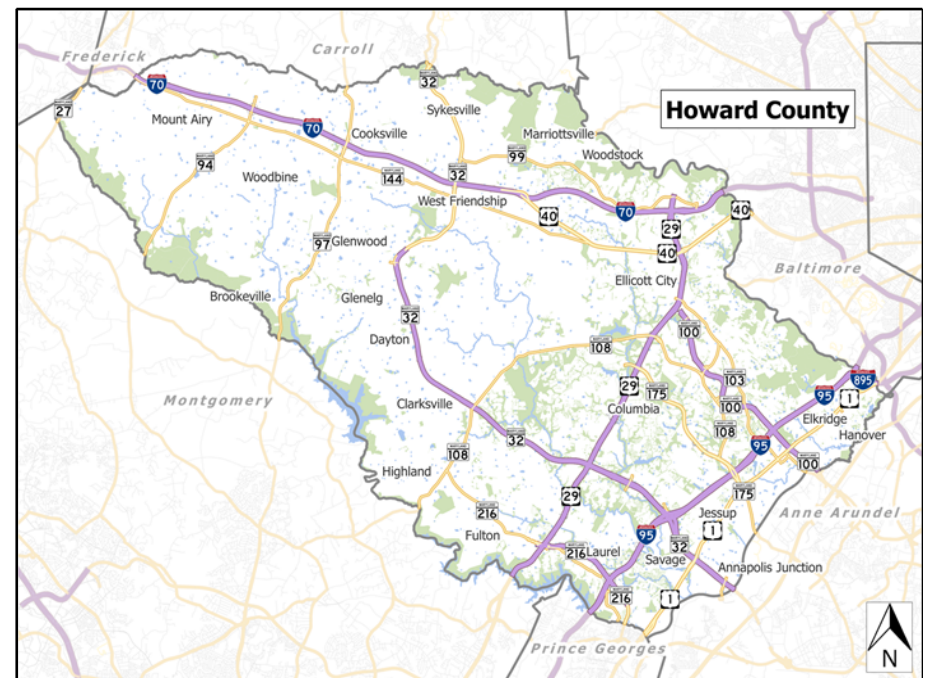 Frederick
Carroll
32
70
27
Sykesville
Howard County
Mount Airy
70
Cooksville
Marriottsville
99
Woodstock
94
Woodbine
144
32
West Friendship
40
70
40
29
97
Glenwood
40
Baltimore
Ellicott City
Brookeville
Glenelg
32
100
Dayton
108
29
175
103
895
95
1
Montgomery
Clarksville
Columbia
100
Elkridge
108
Hanover
32
95
108
100
Highland
175
29
216
Jessup
Anne Arundel
1
Fulton
95
216
Laurel
32
Savage
Annapolis Junction
216
1
Prince Georges
N